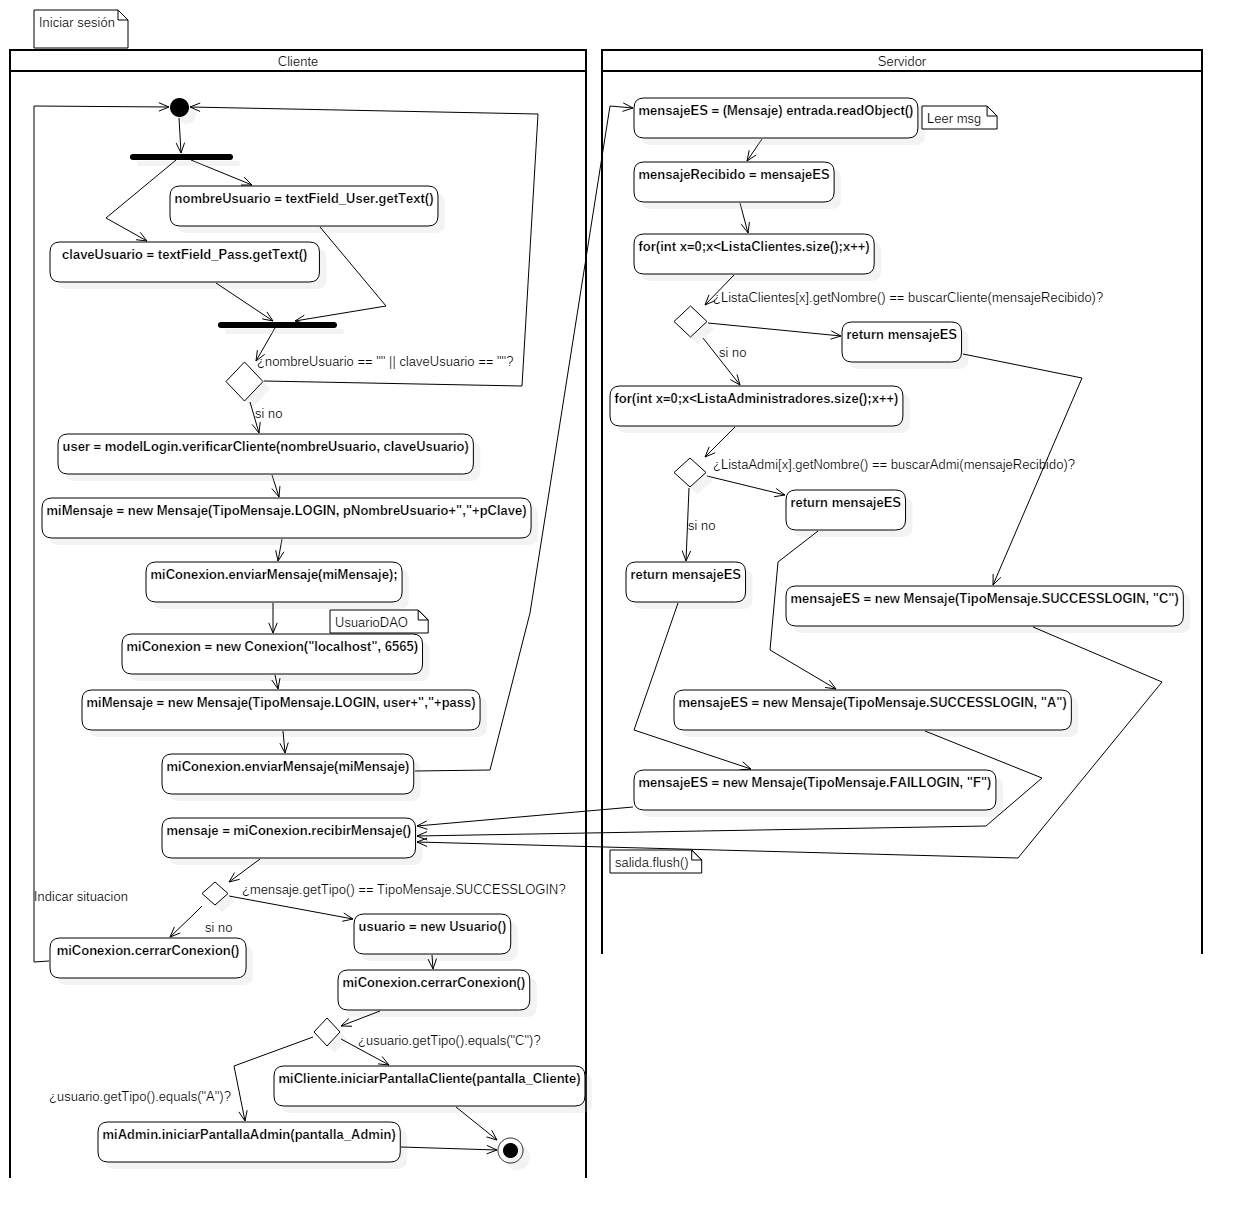 Iniciar sesión
Cliente
nombreUsuario = textField_User.getText()
claveUsuario = textField_Pass.getText()
¿nombreUsuario == "" || claveUsuario == ""?
si no
user = modelLogin.verificarCliente(nombreUsuario, claveUsuario)
miMensaje = new Mensaje(TipoMensaje.LOGIN, pNombreUsuario+","+pClave)
miConexion.enviarMensaje(miMensaje);
UsuarioDAO
miConexion = new Conexion("localhost", 6565)
miMensaje = new Mensaje(TipoMensaje.LOGIN, user+","+pass)
miConexion.enviarMensaje(miMensaje)
mensaje = miConexion.recibirMensaje()
¿mensaje.getTipo() == TipoMensaje.SUCCESSLOGIN?
Indicar situacion
si no
usuario = new Usuario()
miConexion.cerrarConexion()
miConexion.cerrarConexion()
¿usuario.getTipo().equals("C")?
miCliente.iniciarPantallaCliente(pantalla_Cliente)
¿usuario.getTipo().equals("A")?
miAdmin.iniciarPantallaAdmin(pantalla_Admin)
Servidor
mensajeES = (Mensaje) entrada.readObject()
Leer msg
mensajeRecibido = mensajeES
for(int x=0;x<ListaClientes.size();x++)
¿ListaClientes[x].getNombre() == buscarCliente(mensajeRecibido)?
return mensajeES
si no
for(int x=0;x<ListaAdministradores.size();x++)
¿ListaAdmi[x].getNombre() == buscarAdmi(mensajeRecibido)?
return mensajeES
si no
return mensajeES
mensajeES = new Mensaje(TipoMensaje.SUCCESSLOGIN, "C")
mensajeES = new Mensaje(TipoMensaje.SUCCESSLOGIN, "A")
mensajeES = new Mensaje(TipoMensaje.FAILLOGIN, "F")
salida.flush()